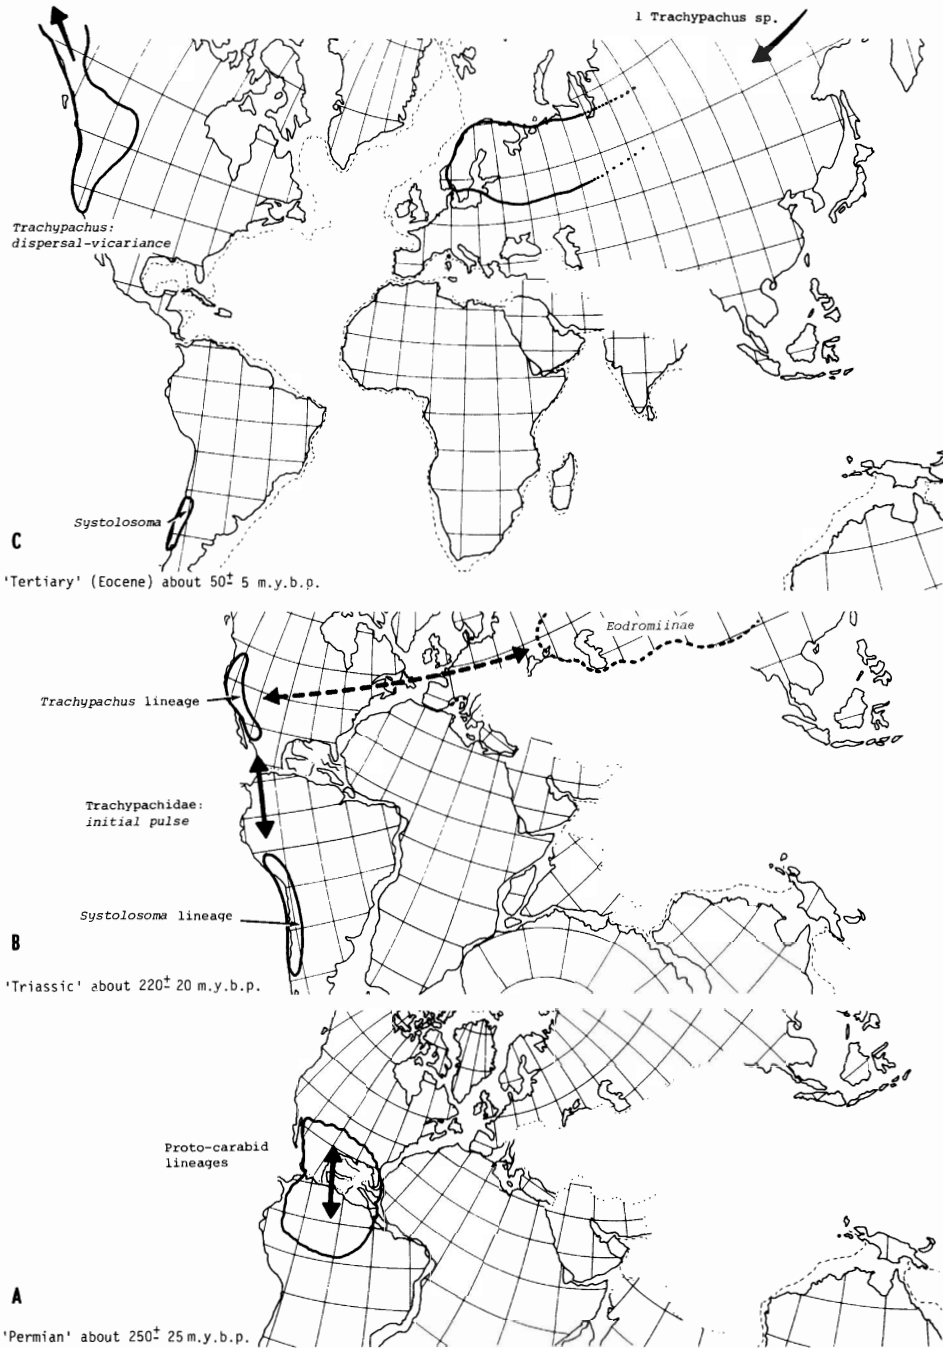 1 Trachypachus sp.
Trachypachus:
dispersal-vicariance
Systolosoma
C
'Tertiary' (Eocene) about 50± 5 m.y.b.p.
Eodromiinae
Trachypachus lineage
Trachypachidae:
initial pulse
Systolosoma lineage
B
'Triassic' about 220± 20 m.y.b.p.
Proto-carabid
lineages
A
'Permian' about 250± 25 m.y.b.p.